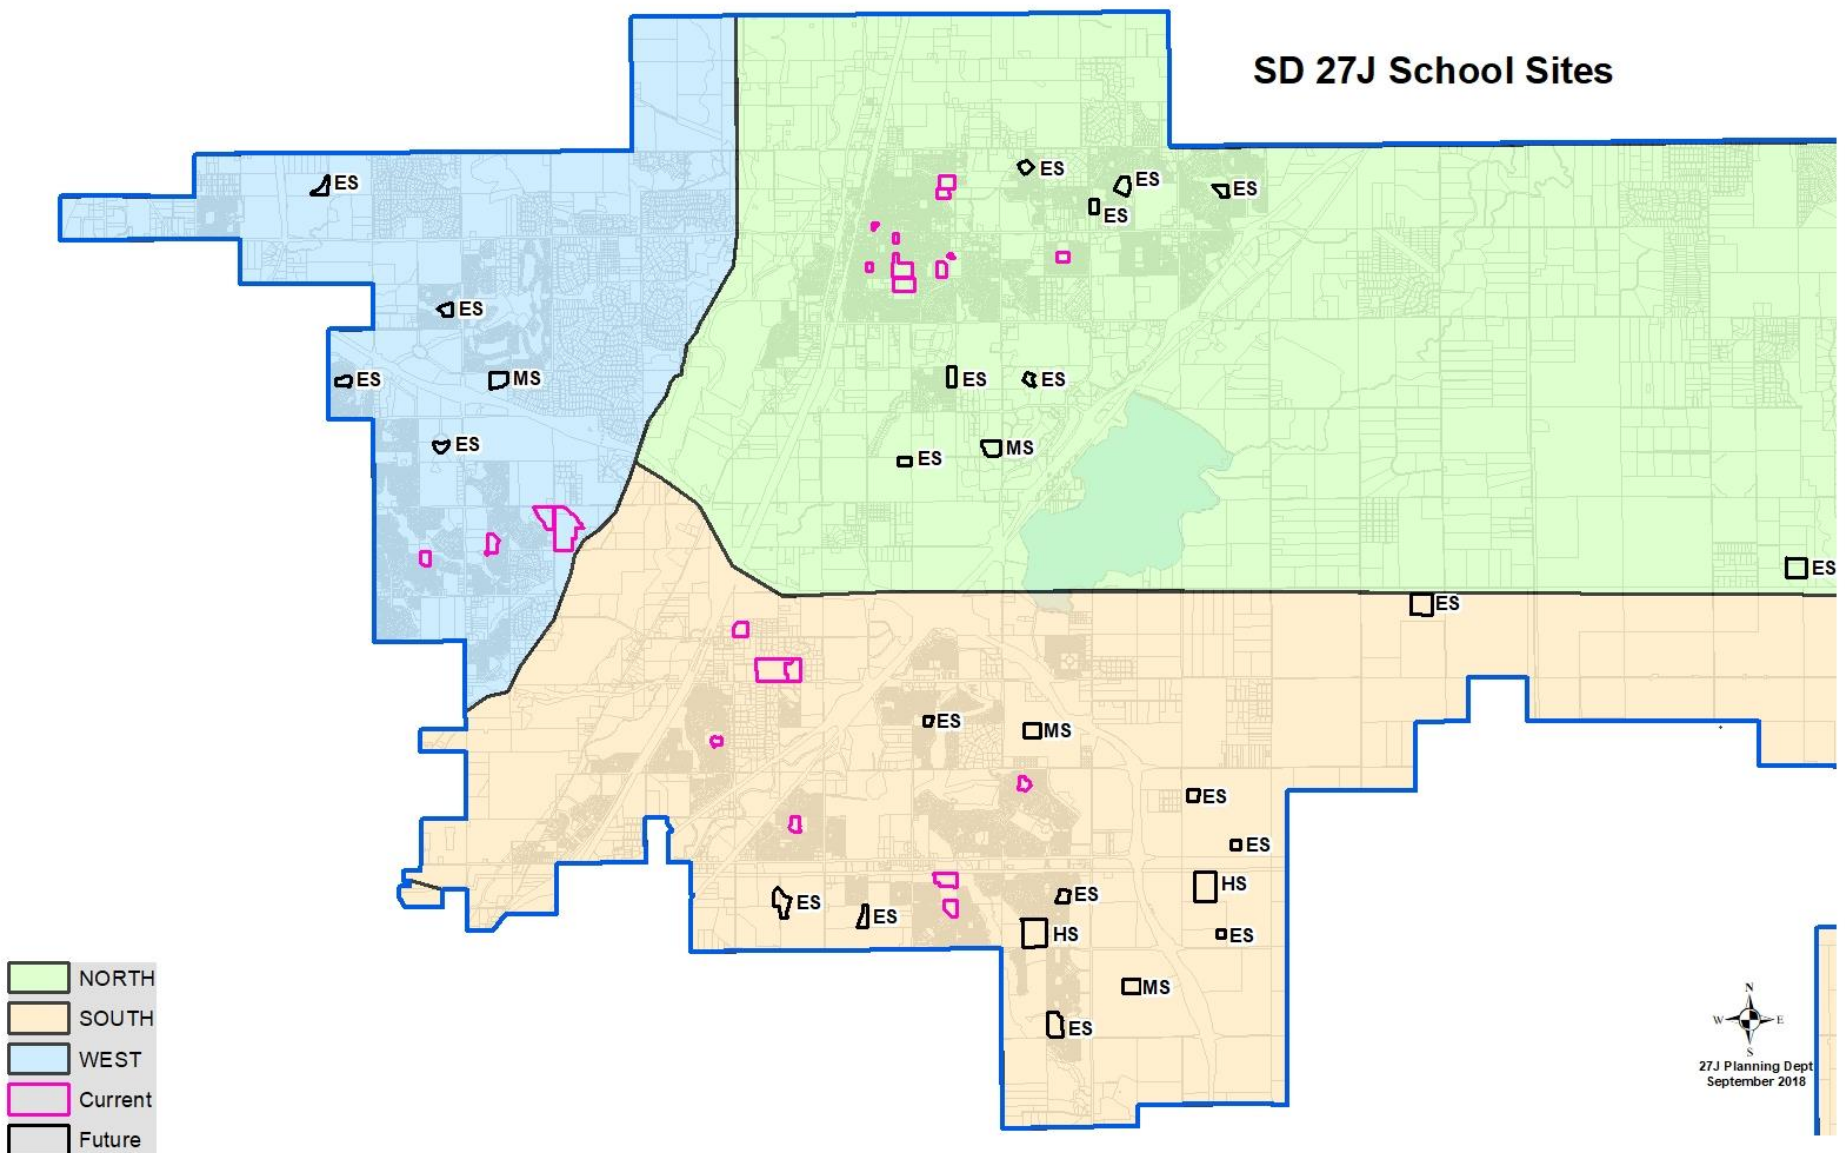 SD 27J School Sites
ES
ES
ES
ES
ES
ES
ES
MS
ES
ES
ES
ES
MS
ES
ES
ES
ES
MS
ES
ES
HS
ES
ES
ES
HS
ES
MS
ES
NORTH
SOUTH
WEST
Current
Future
N
W
E
S
27J Planning Dept
September 2018